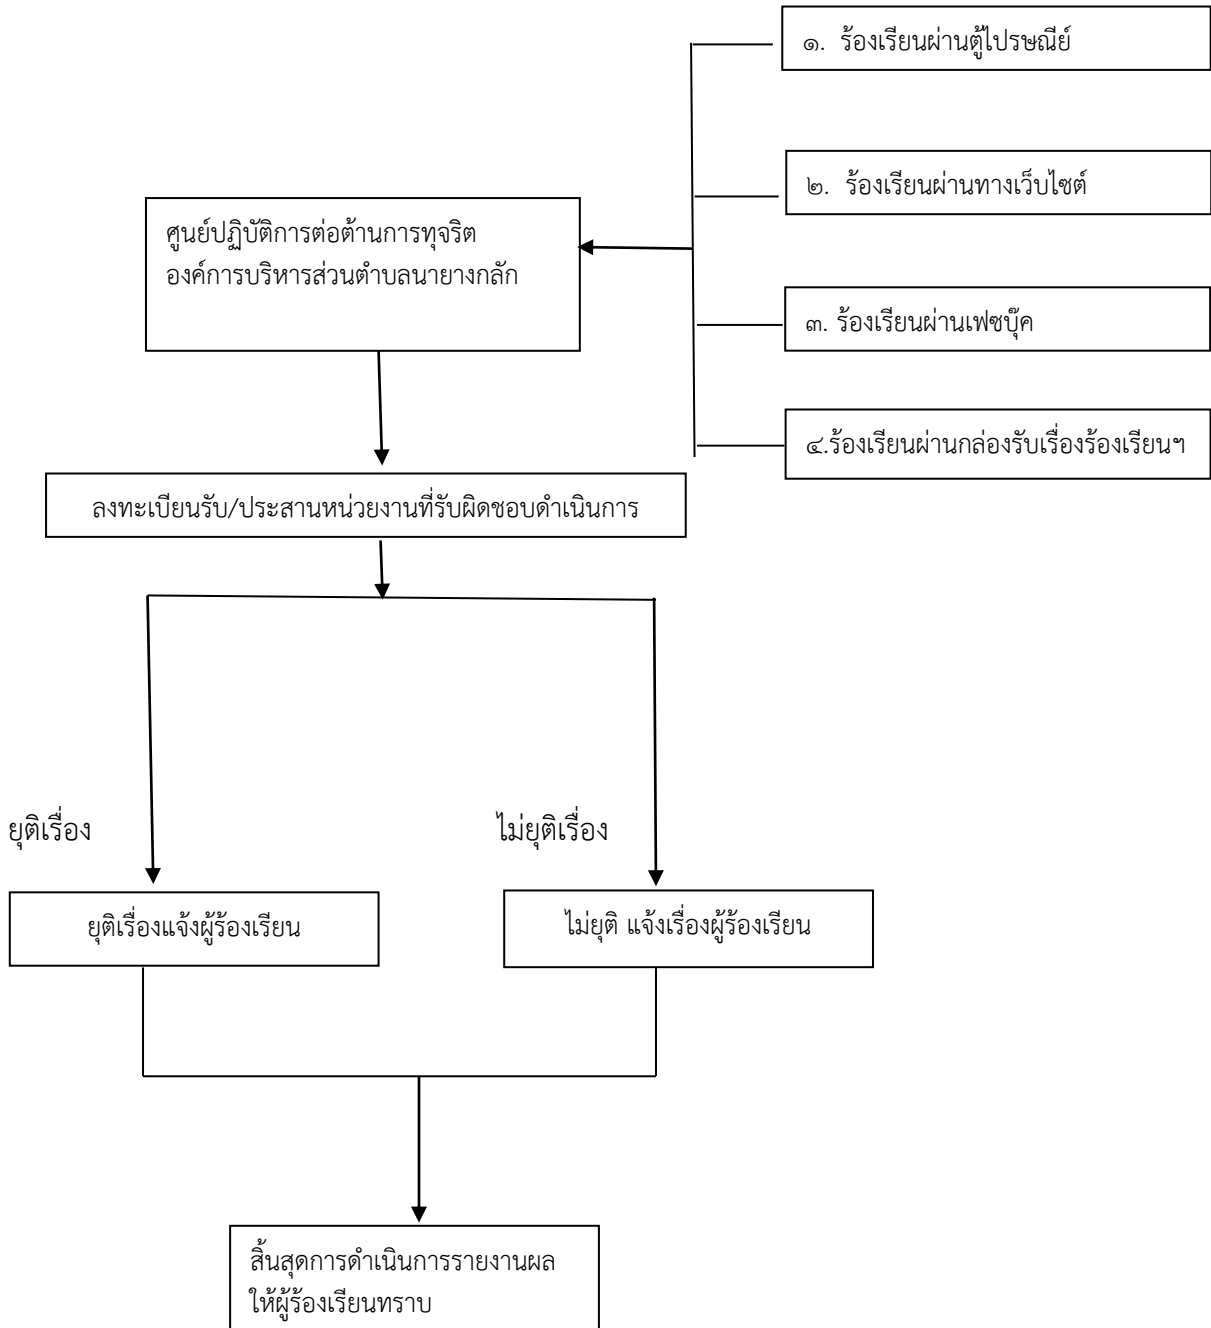 ๑. ร้องเรียนผ่านตู้ไปรษณีย์
๒. ร้องเรียนผ่านทางเว็บไซต์
ศูนย์ปฏิบัติการต่อต้านการทุจริต
องค์การบริหารส่วนตำบลนายางกลัก
๓. ร้องเรียนผ่านเฟซบุ๊ค
๔.ร้องเรียนผ่านกล่องรับเรื่องร้องเรียนฯ
ลงทะเบียนรับ/ประสานหน่วยงานที่รับผิดชอบดำเนินการ
ยุติเรื่อง
ไม่ยุติเรื่อง
ยุติเรื่องแจ้งผู้ร้องเรียน
ไม่ยุติ แจ้งเรื่องผู้ร้องเรียน
สิ้นสุดการดำเนินการรายงานผล
ให้ผู้ร้องเรียนทราบ